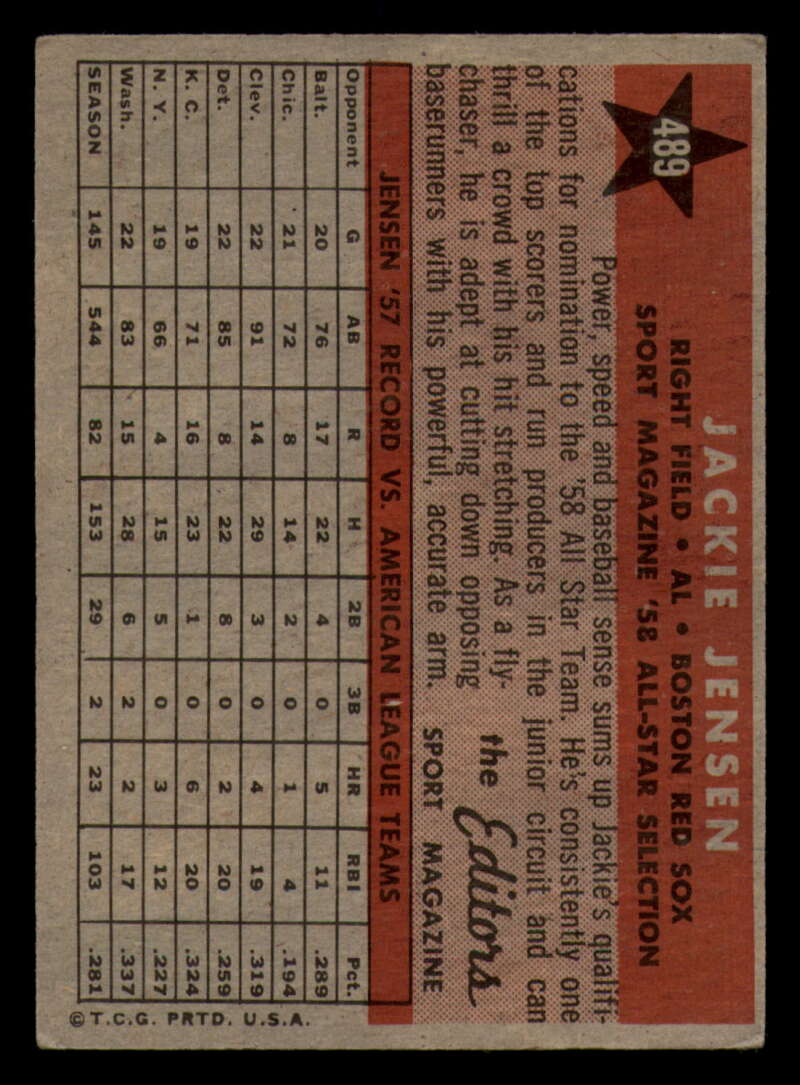 489
JACKIE JENSEN
RIGHT FIELD • AL • BOSTON RED SOX
SPORT MAGAZINE '58 ALL-STAR SELECTION
Power, speed and baseball sense sums up Jackie's qualifi-
cations for nomination to the '58 All Star Team. He's consistently one
of the top scorers and run producers in the junior circuit and can
thrill a crowd with his hit stretching. As a fly-
chaser, he is adept at cutting down opposing
baserunners with his powerful, accurate arm.
the Editors
SPORT MAGAZINE
JENSEN '57 RECORD VS. AMERICAN LEAGUE TEAMS
Opponent G AB R H 2B 3B HR RBI Pct.
Balt. 20 76 17 22 4 0 5 11 .289
Chic. 21 72 8 14 2 0 1 4 .194
Clev. 22 91 14 29 3 0 4 19 .319
Det. 22 85 8 22 8 0 2 20 .259
K. C. 19 71 16 23 1 0 6 20 .324
N. Y. 19 66 4 15 5 0 3 12 .227
Wash. 22 83 15 28 6 2 2 17 .337
SEASON 145 544 82 153 29 2 23 103 .281
© T.C.G. PRTD. U.S.A.